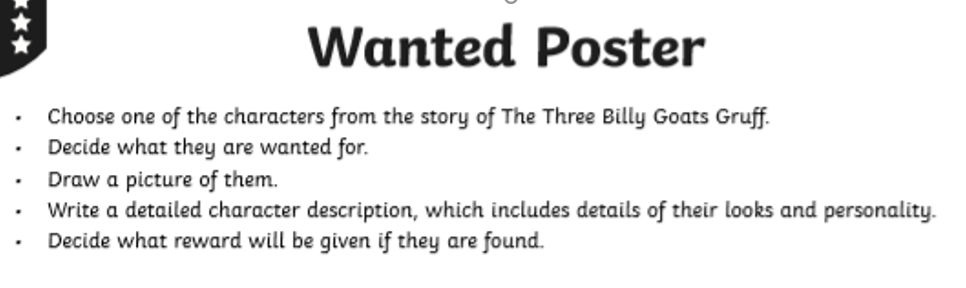 Wanted Poster
• Choose one of the characters from the story of The Three Billy Goats Gruff.
• Decide what they are wanted for.
• Draw a picture of them.
• Write a detailed character description, which includes details of their looks and personality.
• Decide what reward will be given if they are found.